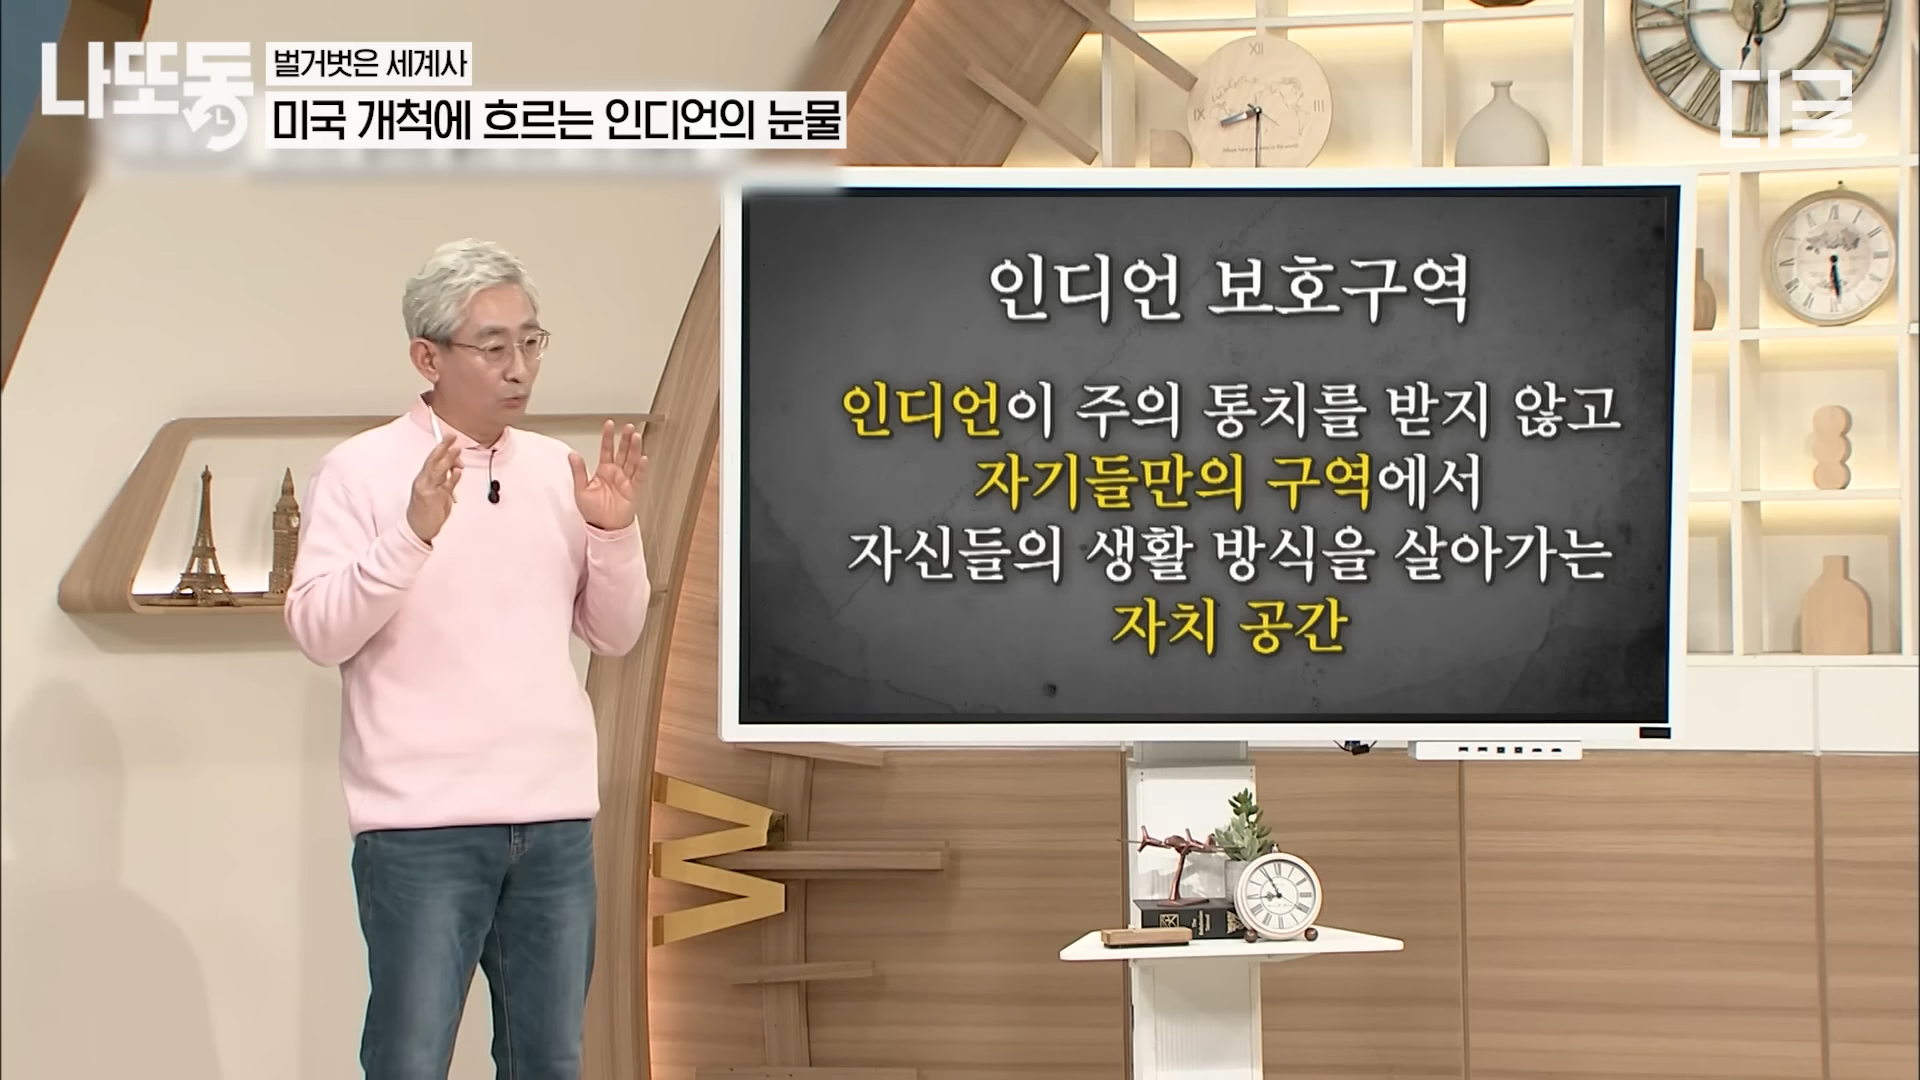 나또동
벌거벗은 세계사
미국 개척에 흐르는 인디언의 눈물
디글
인디언 보호구역
인디언이 주의 통치를 받지 않고
자기들만의 구역에서
자신들의 생활 방식을 살아가는
자치 공간
W